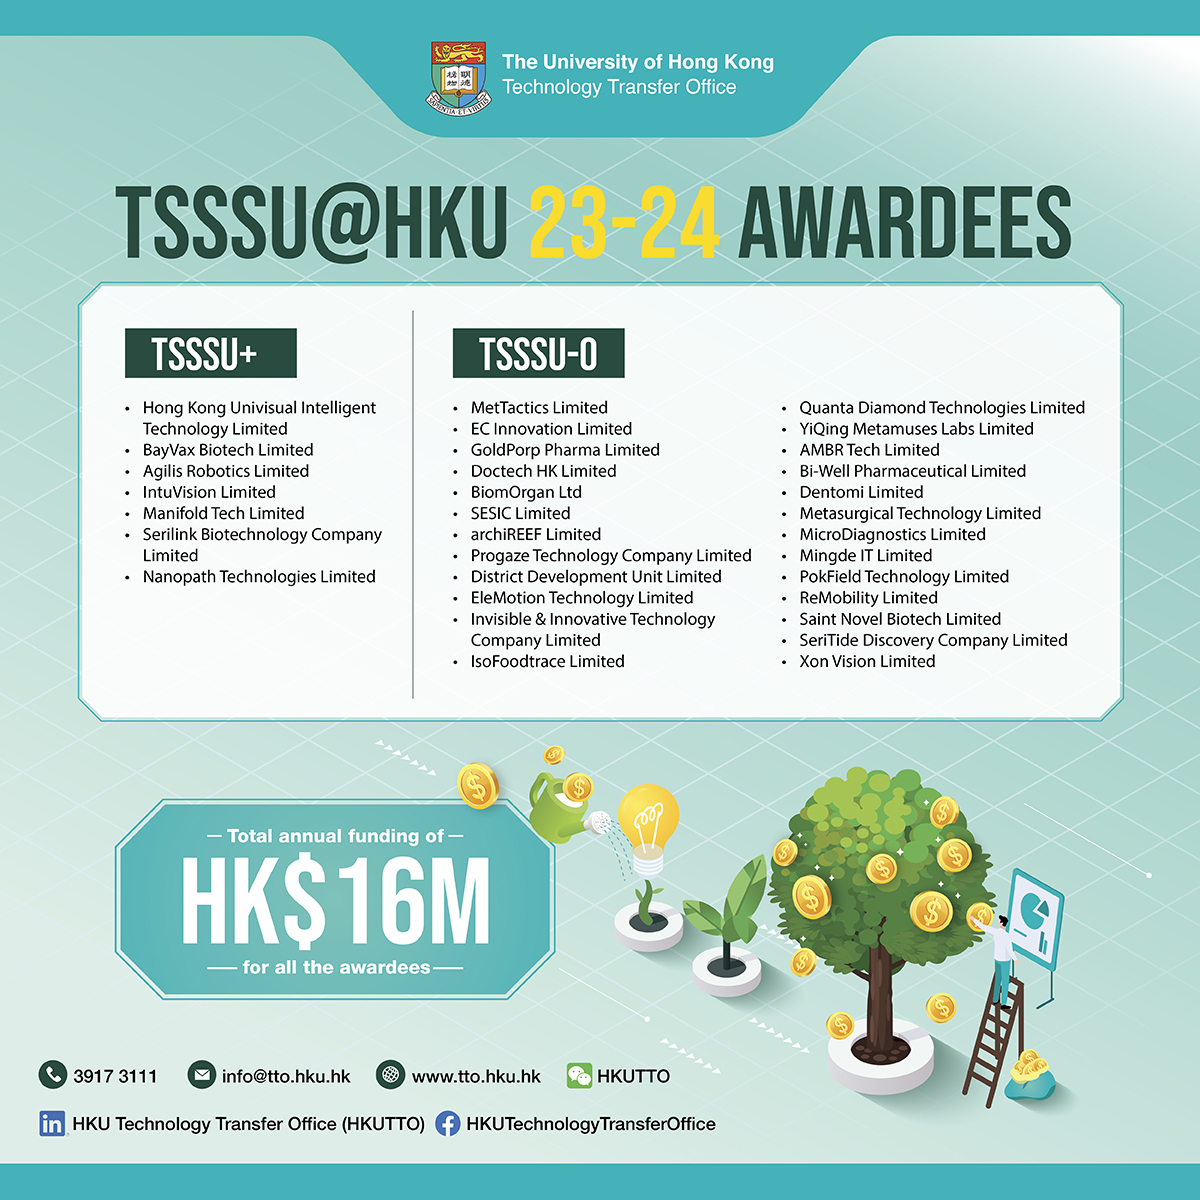 The University of Hong Kong
Technology Transfer Office
TSSSU@HKU 23-24 AWARDEES
TSSSU+
• Hong Kong Univisual Intelligent
Technology Limited
• BayVax Biotech Limited
• Agilis Robotics Limited
• IntuVision Limited
• Manifold Tech Limited
• Serilink Biotechnology Company
Limited
• Nanopath Technologies Limited
TSSSU-O
• MetTactics Limited
• EC Innovation Limited
• GoldPorp Pharma Limited
• Doctech HK Limited
• BiomOrgan Ltd
• SESIC Limited
• archiREEF Limited
• Progaze Technology Company Limited
• District Development Unit Limited
• EleMotion Technology Limited
• Invisible & Innovative Technology
Company Limited
• IsoFoodtrace Limited
• Quanta Diamond Technologies Limited
• YiQing Metamuses Labs Limited
• AMBR Tech Limited
• Bi-Well Pharmaceutical Limited
• Dentomi Limited
• Metasurgical Technology Limited
• MicroDiagnostics Limited
• Mingde IT Limited
• PokField Technology Limited
• ReMobility Limited
• Saint Novel Biotech Limited
• SeriTide Discovery Company Limited
• Xon Vision Limited
Total annual funding of
HK$16M
for all the awardees
3917 3111
info@tto.hku.hk
www.tto.hku.hk
HKUTTO
HKU Technology Transfer Office (HKUTTO)
HKUTechnologyTransferOffice